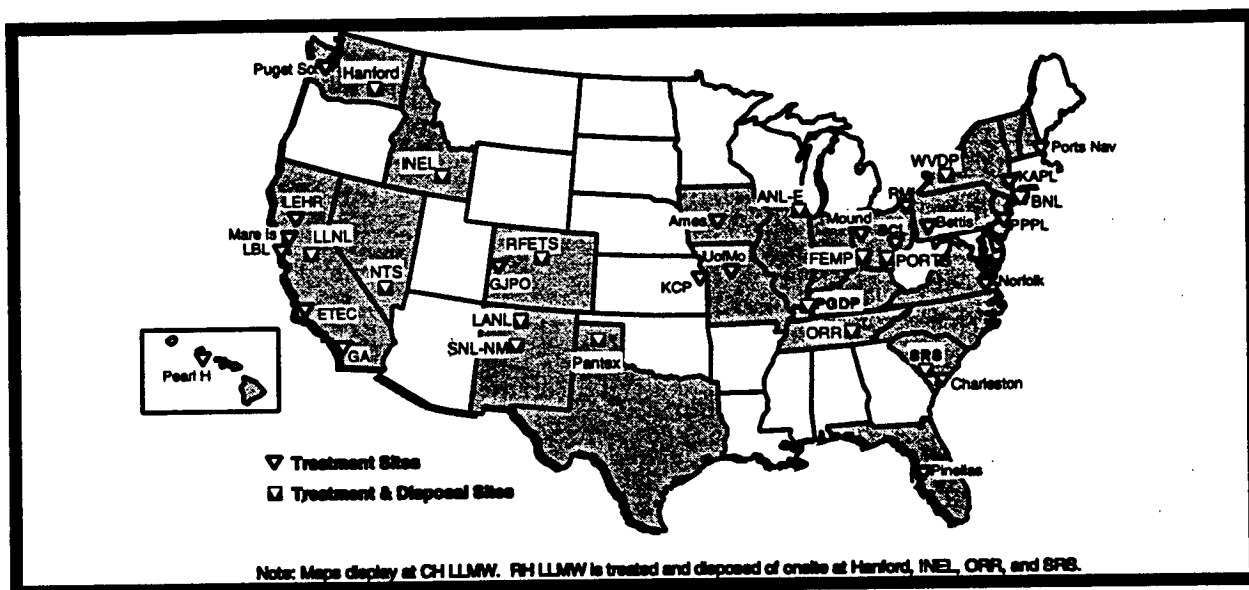 Puget So.
Hanford
Ports Nav
WVDP
KAPL
INEL
BNL
ANL-E
RMI
LEHR
Ames
Mound
Bettis
PPPL
BCL
Mare Is
LBL
LLNL
RFETS
UofMo
FEMP
PORTS
GJPO
NTS
KCP
Norfolk
PGDP
ETEC
LANL
ORR
SNL-NM
Pantex
SRS
GA
Pearl H
Charleston
Pinellas
Treatment Sites
Treatment & Disposal Sites
Note: Maps display at CH LLMW. RH LLMW is treated and disposed of onsite at Hanford, INEL, ORR, and SRS.